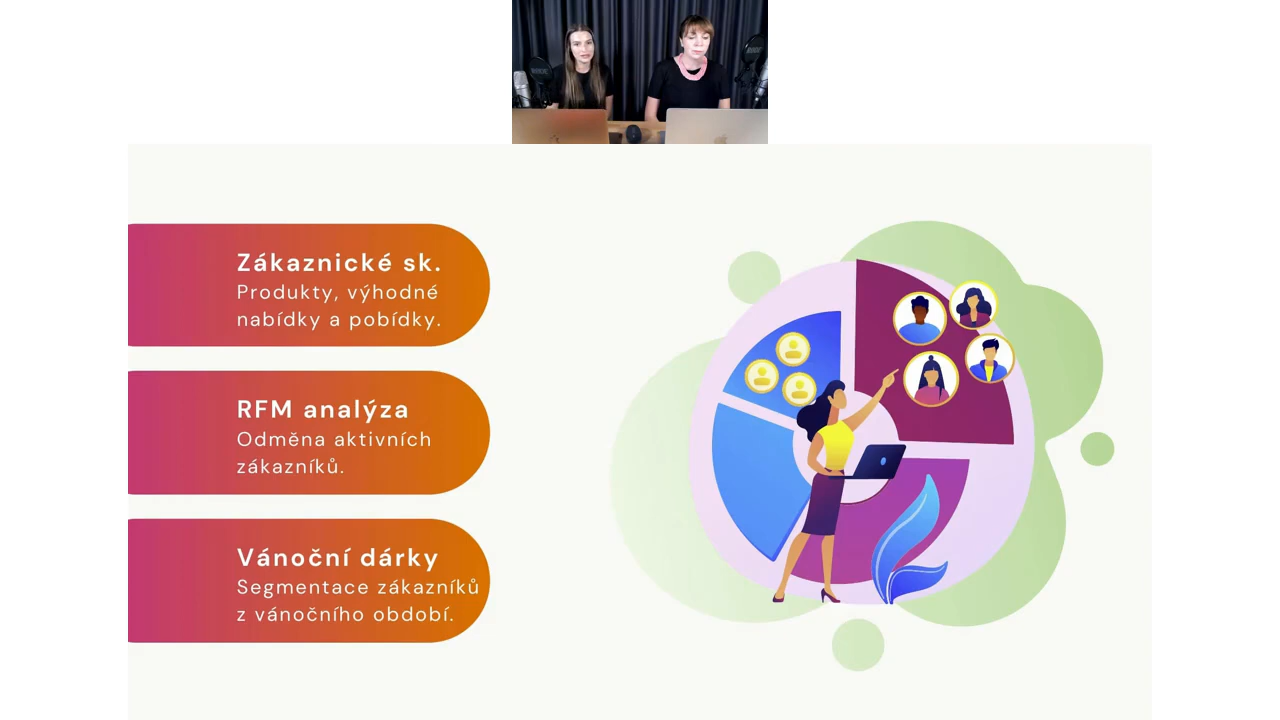 Zákaznické sk.
Produkty, výhodné
nabídky a pobídky.
RFM analýza
Odměna aktivních
zákazníků.
Vánoční dárky
Segmentace zákazníků
z vánočního období.